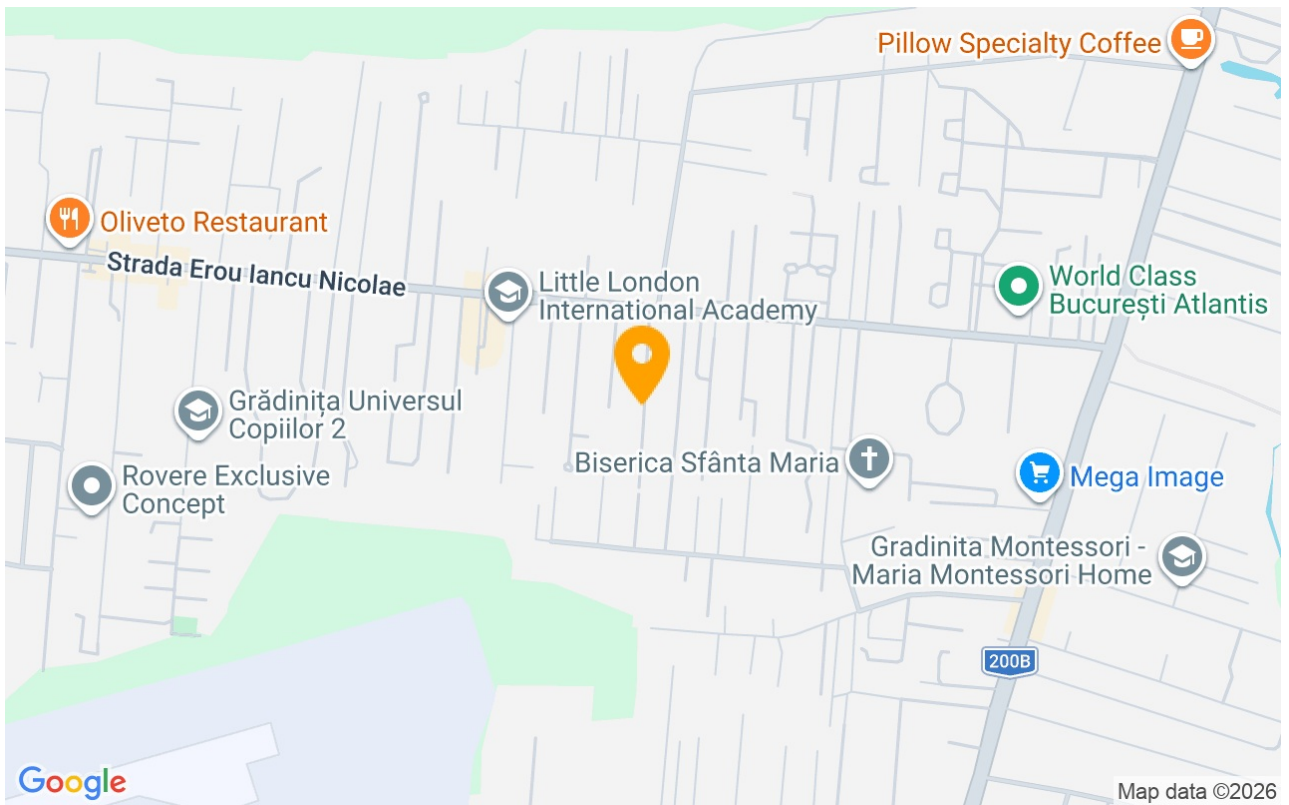 Pillow Specialty Coffee
Oliveto Restaurant
Strada Erou Iancu Nicolae
Little London
International Academy
World Class
București Atlantis
Grădinița Universul
Copiilor 2
Biserica Sfânta Maria
Rovere Exclusive
Concept
Mega Image
Gradinita Montessori -
Maria Montessori Home
200B
Google
Map data ©2026